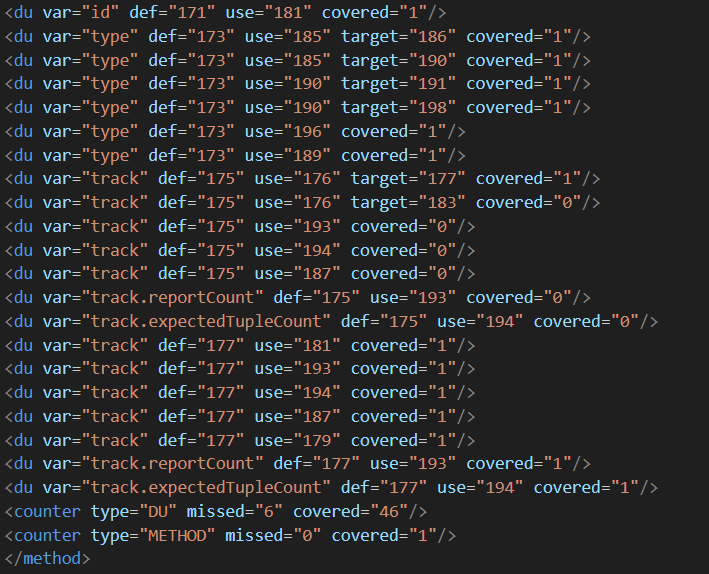 <du var="id" def="171" use="181" covered="1"/>
<du var="type" def="173" use="185" target="186" covered="1"/>
<du var="type" def="173" use="185" target="190" covered="1"/>
<du var="type" def="173" use="190" target="191" covered="1"/>
<du var="type" def="173" use="190" target="198" covered="1"/>
<du var="type" def="173" use="196" covered="1"/>
<du var="type" def="173" use="189" covered="1"/>
<du var="track" def="175" use="176" target="177" covered="1"/>
<du var="track" def="175" use="176" target="183" covered="0"/>
<du var="track" def="175" use="193" covered="0"/>
<du var="track" def="175" use="194" covered="0"/>
<du var="track" def="175" use="187" covered="0"/>
<du var="track.reportCount" def="175" use="193" covered="0"/>
<du var="track.expectedTupleCount" def="175" use="194" covered="0"/>
<du var="track" def="177" use="181" covered="1"/>
<du var="track" def="177" use="193" covered="1"/>
<du var="track" def="177" use="194" covered="1"/>
<du var="track" def="177" use="187" covered="1"/>
<du var="track" def="177" use="179" covered="1"/>
<du var="track.reportCount" def="177" use="193" covered="1"/>
<du var="track.expectedTupleCount" def="177" use="194" covered="1"/>
<counter type="DU" missed="6" covered="46"/>
<counter type="METHOD" missed="0" covered="1"/>
</method>